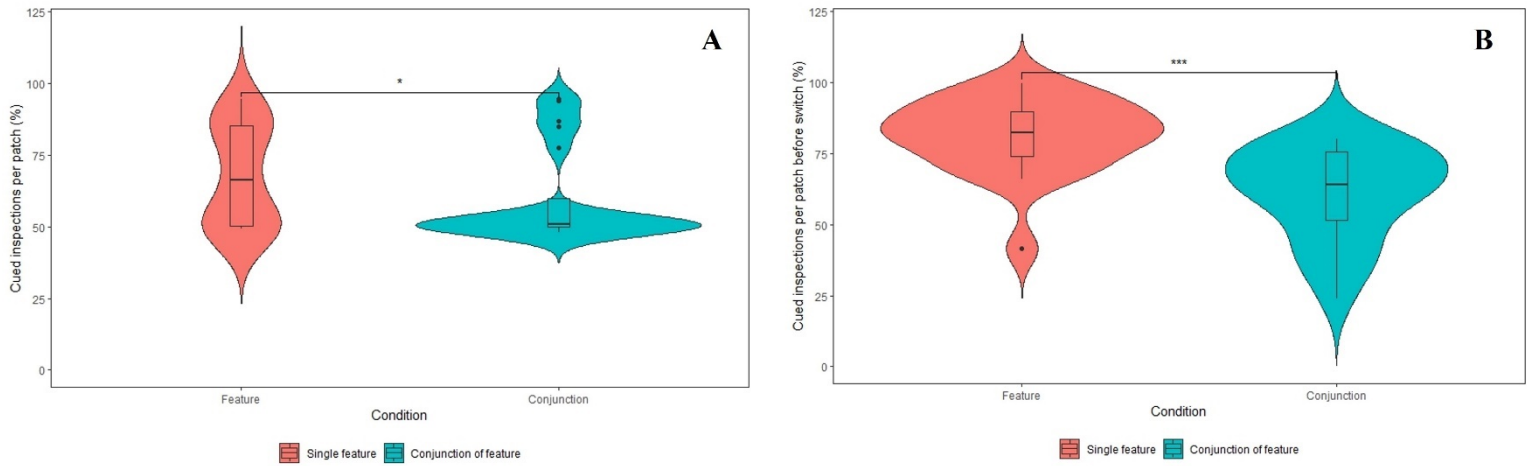 A
Cued inspections per patch (%)
125
100
75
50
25
0
*
Feature
Conjunction
Condition
Single feature
Conjunction of feature
B
Cued inspections per patch before switch (%)
125
100
75
50
25
0
***
Feature
Conjunction
Condition
Single feature
Conjunction of feature